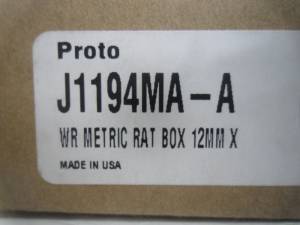 Proto
J1194MA-A
WR METRIC RAT BOX 12MM X
MADE IN USA